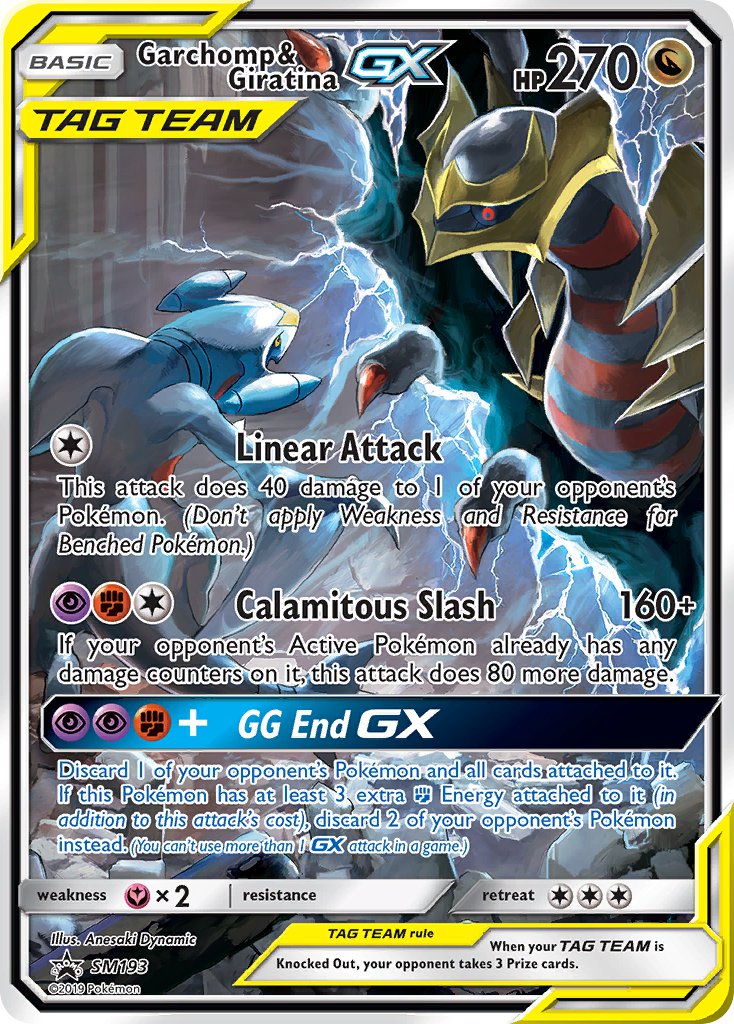 BASIC
Garchomp&
Giratina
GX
HP270
TAG TEAM
Linear Attack
This attack does 40 damage to 1 of your opponent's
Pokémon. (Don't apply Weakness and Resistance for
Benched Pokémon.)
Calamitous Slash 160+
If your opponent's Active Pokémon already has any
damage counters on it, this attack does 80 more damage.
+ GG End GX
Discard 1 of your opponent's Pokémon and all cards attached to it.
If this Pokémon has at least 3 extra Energy attached to it (in
addition to this attack's cost), discard 2 of your opponent's Pokémon
instead. (You can't use more than 1 GX attack in a game.)
weakness ×2 resistance retreat
Illus. Anesaki Dynamic
SM193
©2019 Pokémon
TAG TEAM rule
When your TAG TEAM is
Knocked Out, your opponent takes 3 Prize cards.